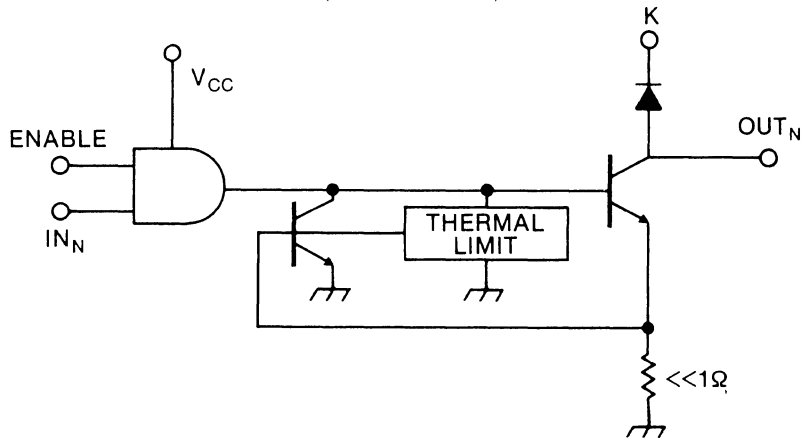 K
V_CC
ENABLE
OUT_N
IN_N
THERMAL
LIMIT
<<1Ω